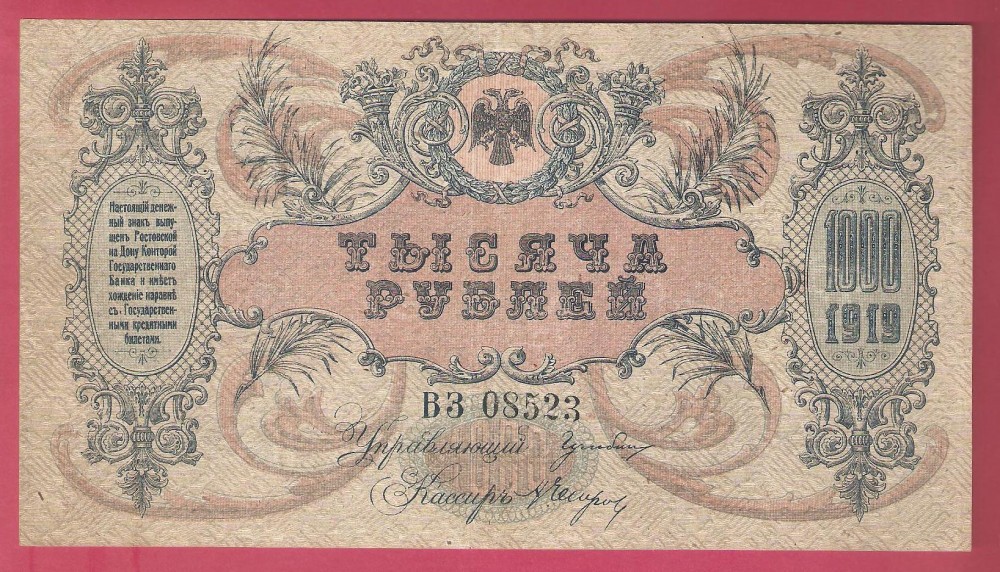 Настоящій денеж-
ный знакъ выпу-
щенъ Ростовской
на Дону Конторой
Государственнаго
Банка и имѣетъ
хожденіе наравнѣ
съ Государствен-
ными кредитными
билетами.
ТЫСЯЧА
РУБЛЕЙ
1000
1919
ВЗ 08523
Управляющій
Кассиръ